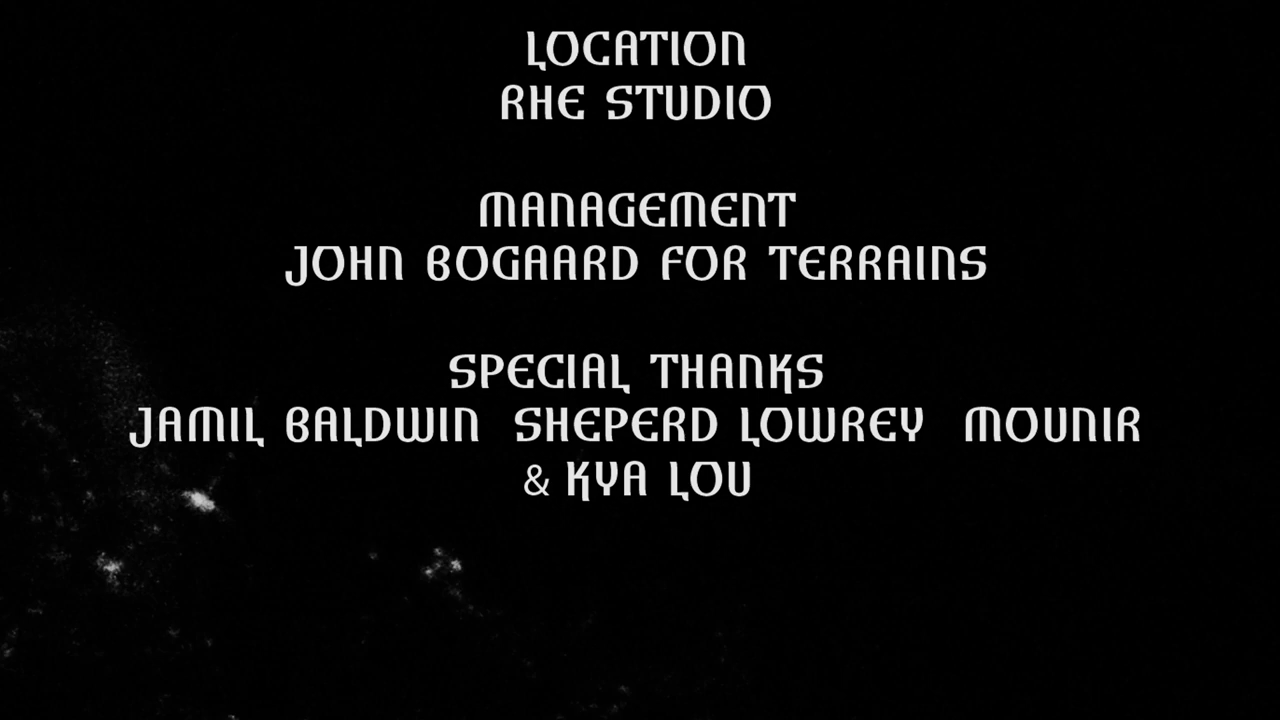 LOCATION
RHE STUDIO
MANAGEMENT
JOHN BOGAARD FOR TERRAINS
SPECIAL THANKS
JAMIL BALDWIN SHEPERD LOWREY MOUNIR
& KYA LOU